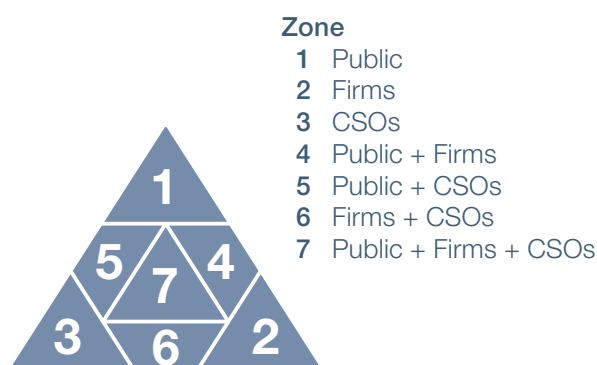 Zone
1 Public
2 Firms
3 CSOs
4 Public + Firms
5 Public + CSOs
6 Firms + CSOs
7 Public + Firms + CSOs
1
5 7 4
3 6 2